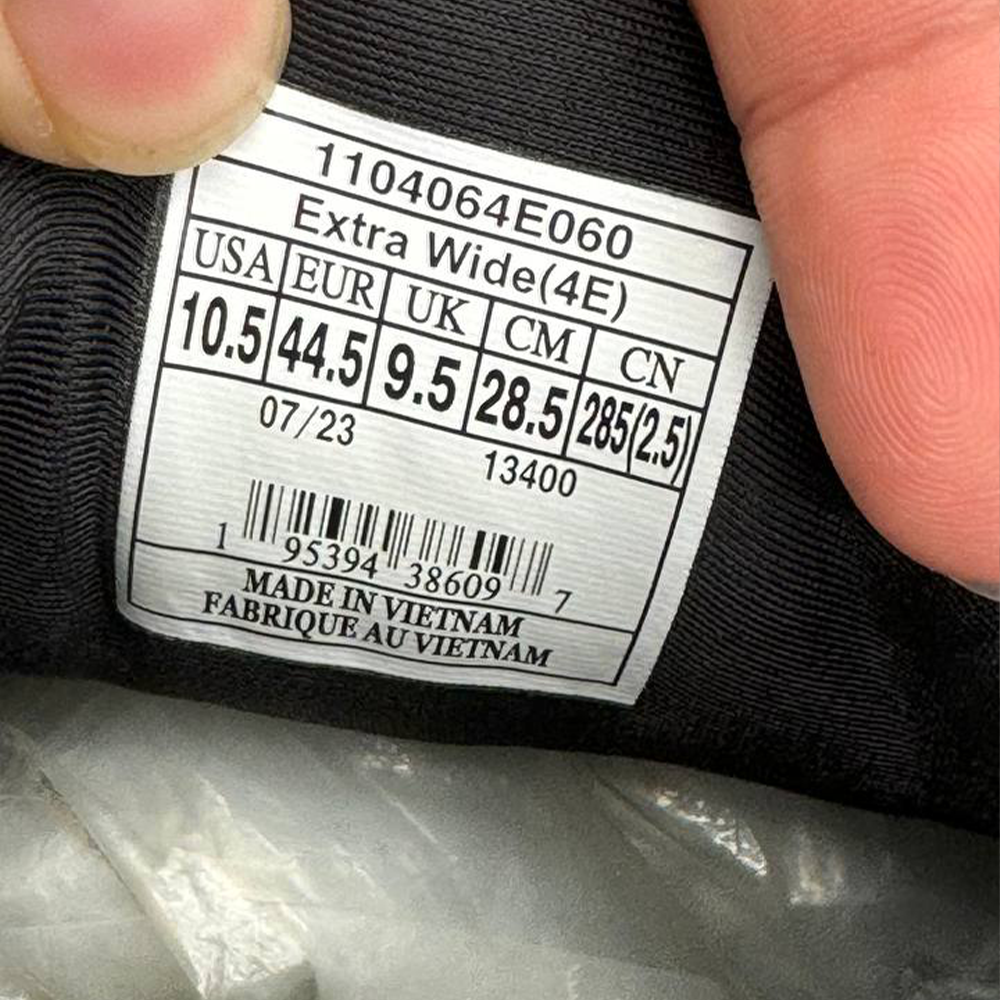 1104064E060
Extra Wide(4E)
USA EUR UK CM CN
10.5 44.5 9.5 28.5 285(2.5)
07/23
13400
1 95394 38609 7
MADE IN VIETNAM
FABRIQUE AU VIETNAM